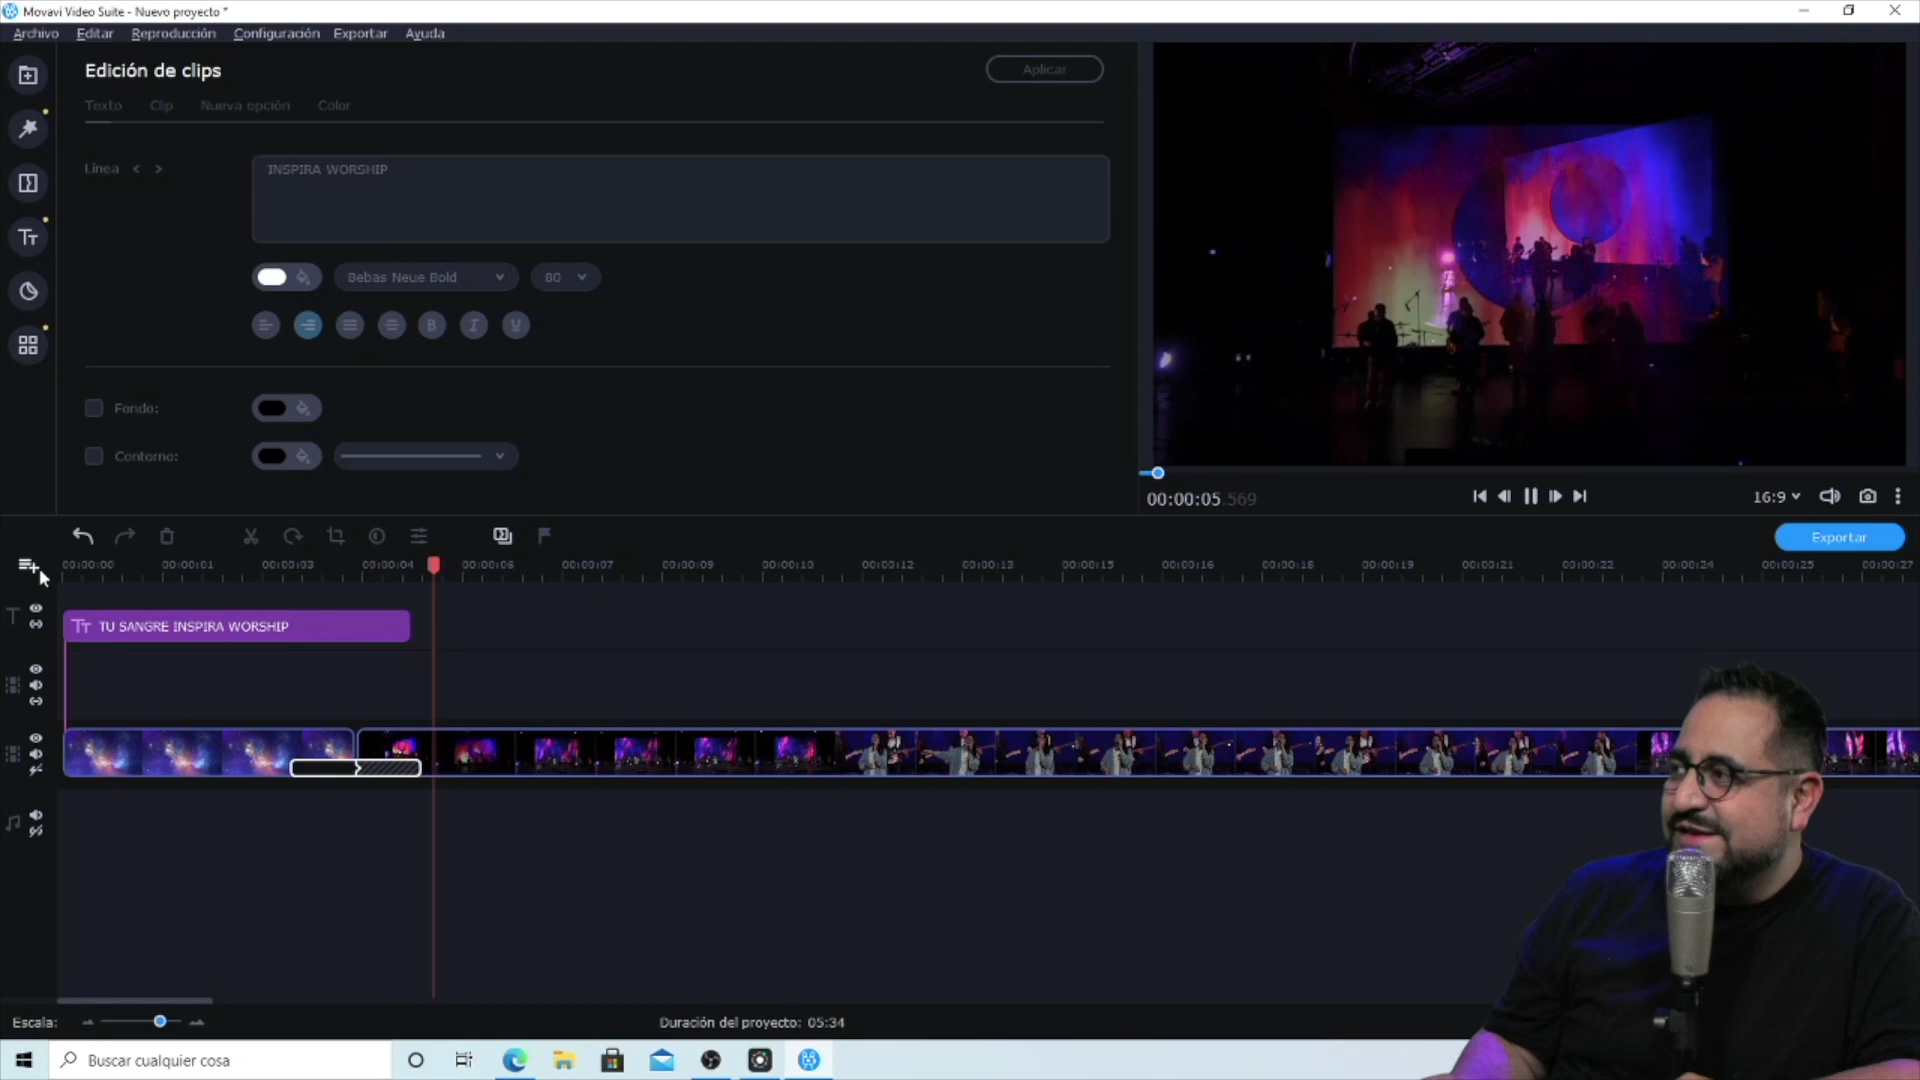 Movavi Video Suite - Nuevo proyecto *
Archivo Editar Reproducción Configuración Exportar Ayuda
Edición de clips
Aplicar
Texto Clip Nueva opción Color
Línea < >
INSPIRA WORSHIP
Bebas Neue Bold 80
B I U
Fondo:
Contorno:
00:00:05.569
16:9
Exportar
00:00:00 00:00:01 00:00:03 00:00:04 00:00:06 00:00:07 00:00:09 00:00:10 00:00:12 00:00:13 00:00:15 00:00:16 00:00:18 00:00:19 00:00:21 00:00:22 00:00:24 00:00:25 00:00:27
TU SANGRE INSPIRA WORSHIP
Escala:
Duración del proyecto: 05:34
Buscar cualquier cosa